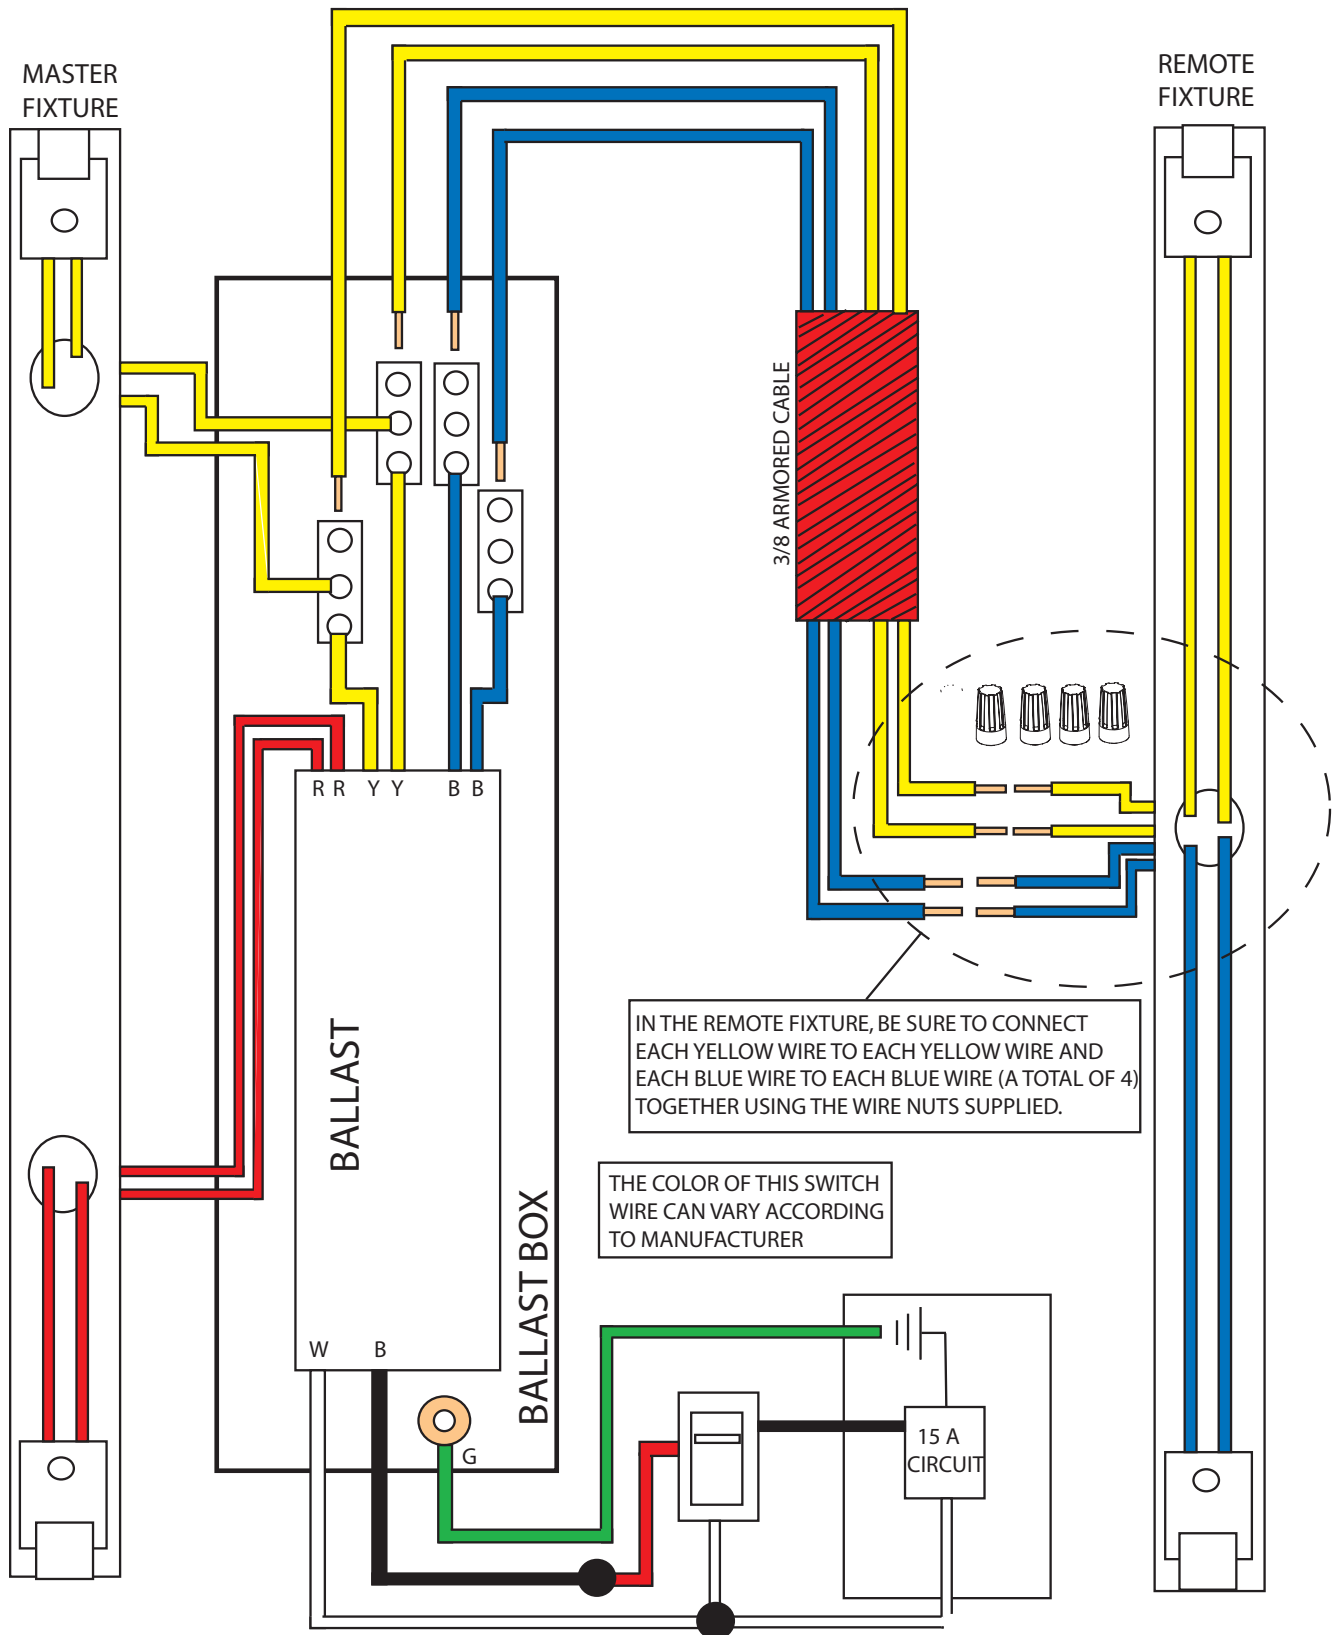 MASTER
FIXTURE
REMOTE
FIXTURE
3/8 ARMORED CABLE
R R Y Y B B
BALLAST
IN THE REMOTE FIXTURE, BE SURE TO CONNECT
EACH YELLOW WIRE TO EACH YELLOW WIRE AND
EACH BLUE WIRE TO EACH BLUE WIRE (A TOTAL OF 4)
TOGETHER USING THE WIRE NUTS SUPPLIED.
THE COLOR OF THIS SWITCH
WIRE CAN VARY ACCORDING
TO MANUFACTURER
BALLAST BOX
W B
G
15 A
CIRCUIT